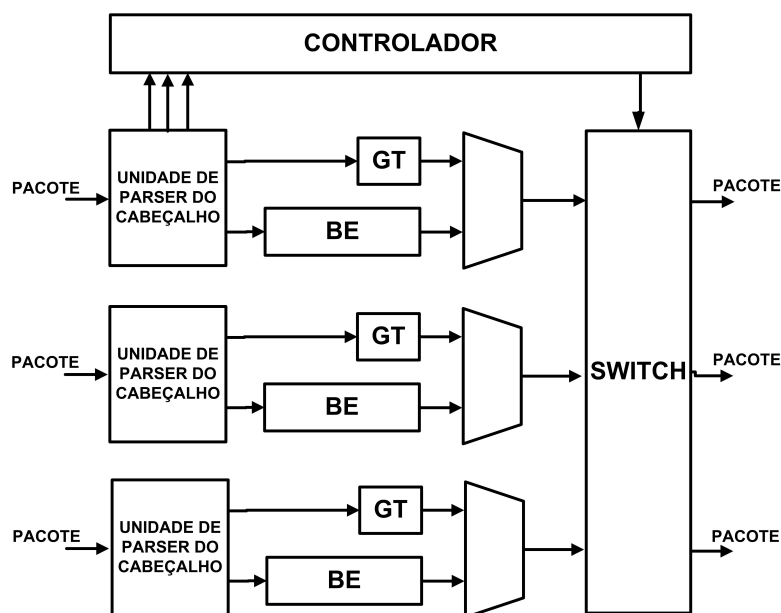 CONTROLADOR
PACOTE
UNIDADE DE
PARSER DO
CABEÇALHO
GT
BE
PACOTE
PACOTE
UNIDADE DE
PARSER DO
CABEÇALHO
GT
BE
SWITCH
PACOTE
PACOTE
UNIDADE DE
PARSER DO
CABEÇALHO
GT
BE
PACOTE